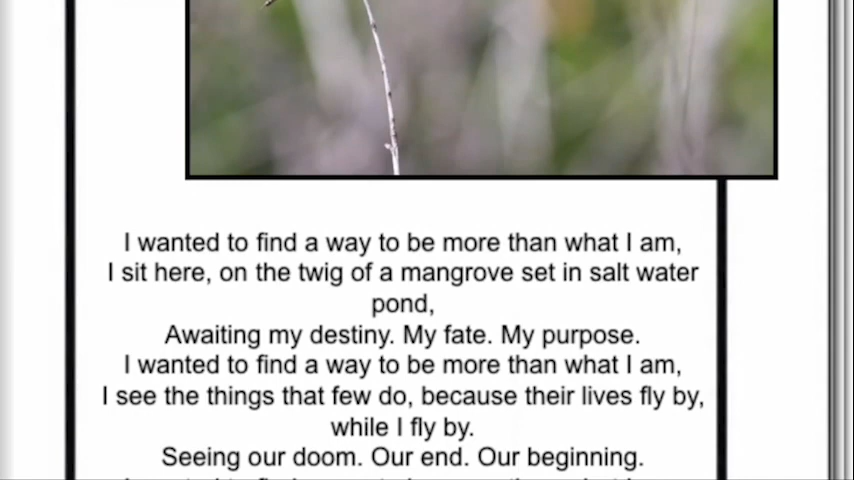 I wanted to find a way to be more than what I am,
I sit here, on the twig of a mangrove set in salt water
pond,
Awaiting my destiny. My fate. My purpose.
I wanted to find a way to be more than what I am,
I see the things that few do, because their lives fly by,
while I fly by.
Seeing our doom. Our end. Our beginning.